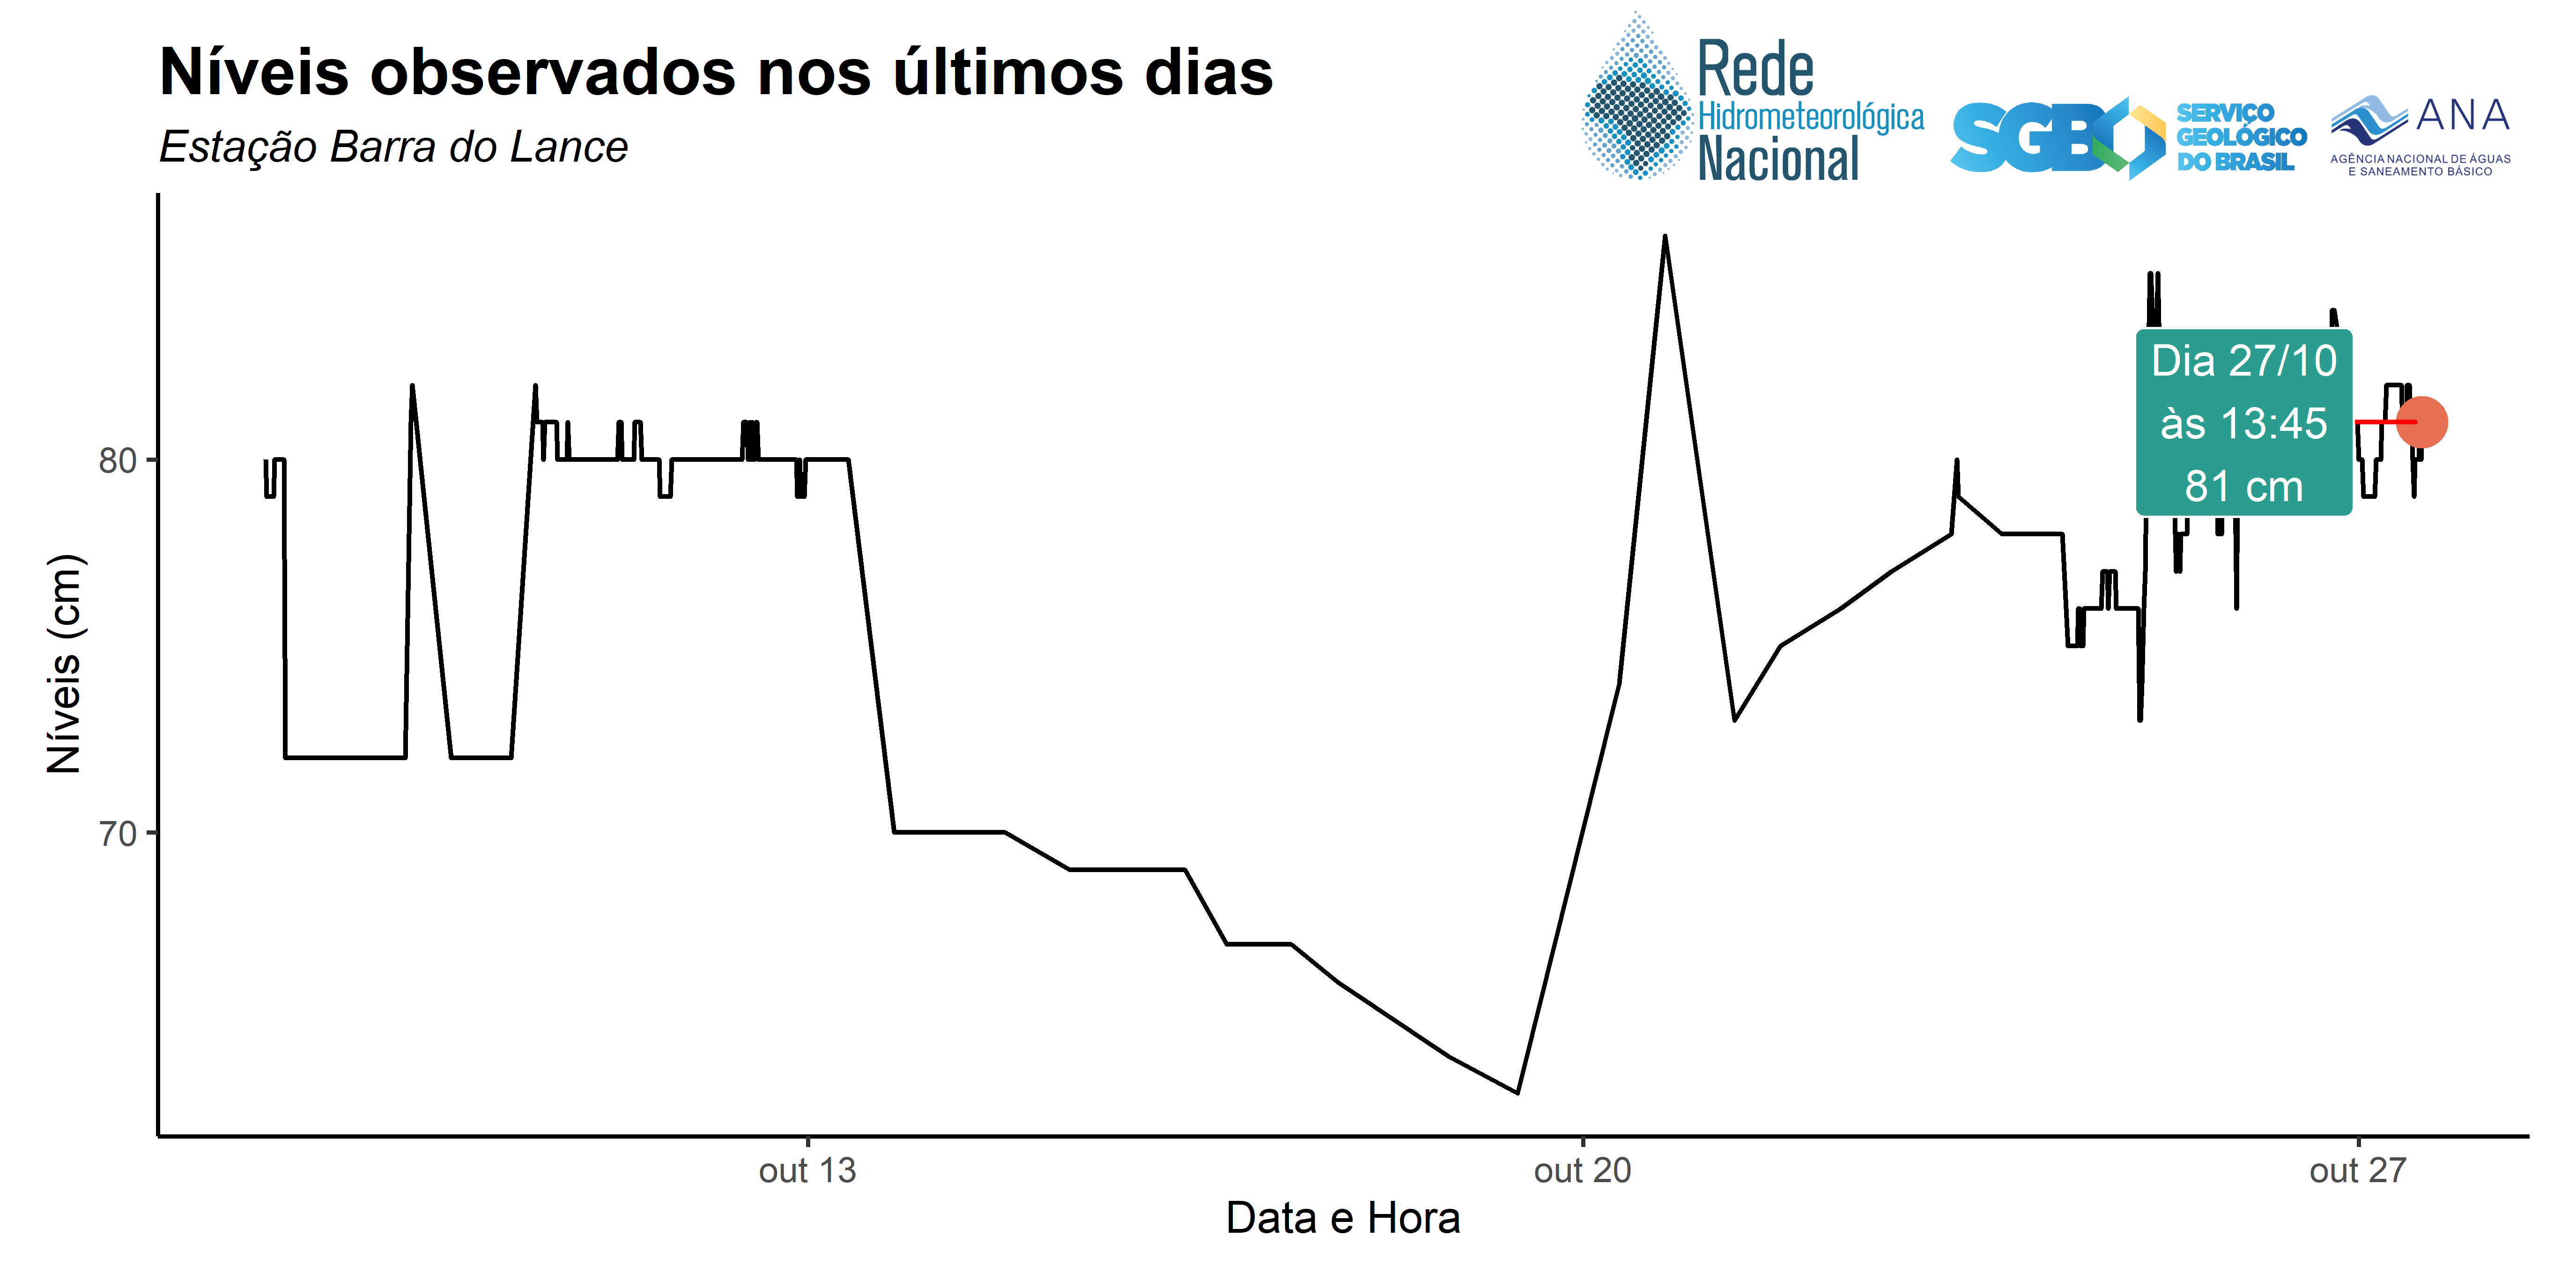 Níveis observados nos últimos dias
Estação Barra do Lance
Rede
Hidrometeorológica
Nacional
SGB
SERVIÇO
GEOLÓGICO
DO BRASIL
ANA
AGÊNCIA NACIONAL DE ÁGUAS
E SANEAMENTO BÁSICO
Dia 27/10
às 13:45
81 cm
80
70
Níveis (cm)
out 13
out 20
out 27
Data e Hora